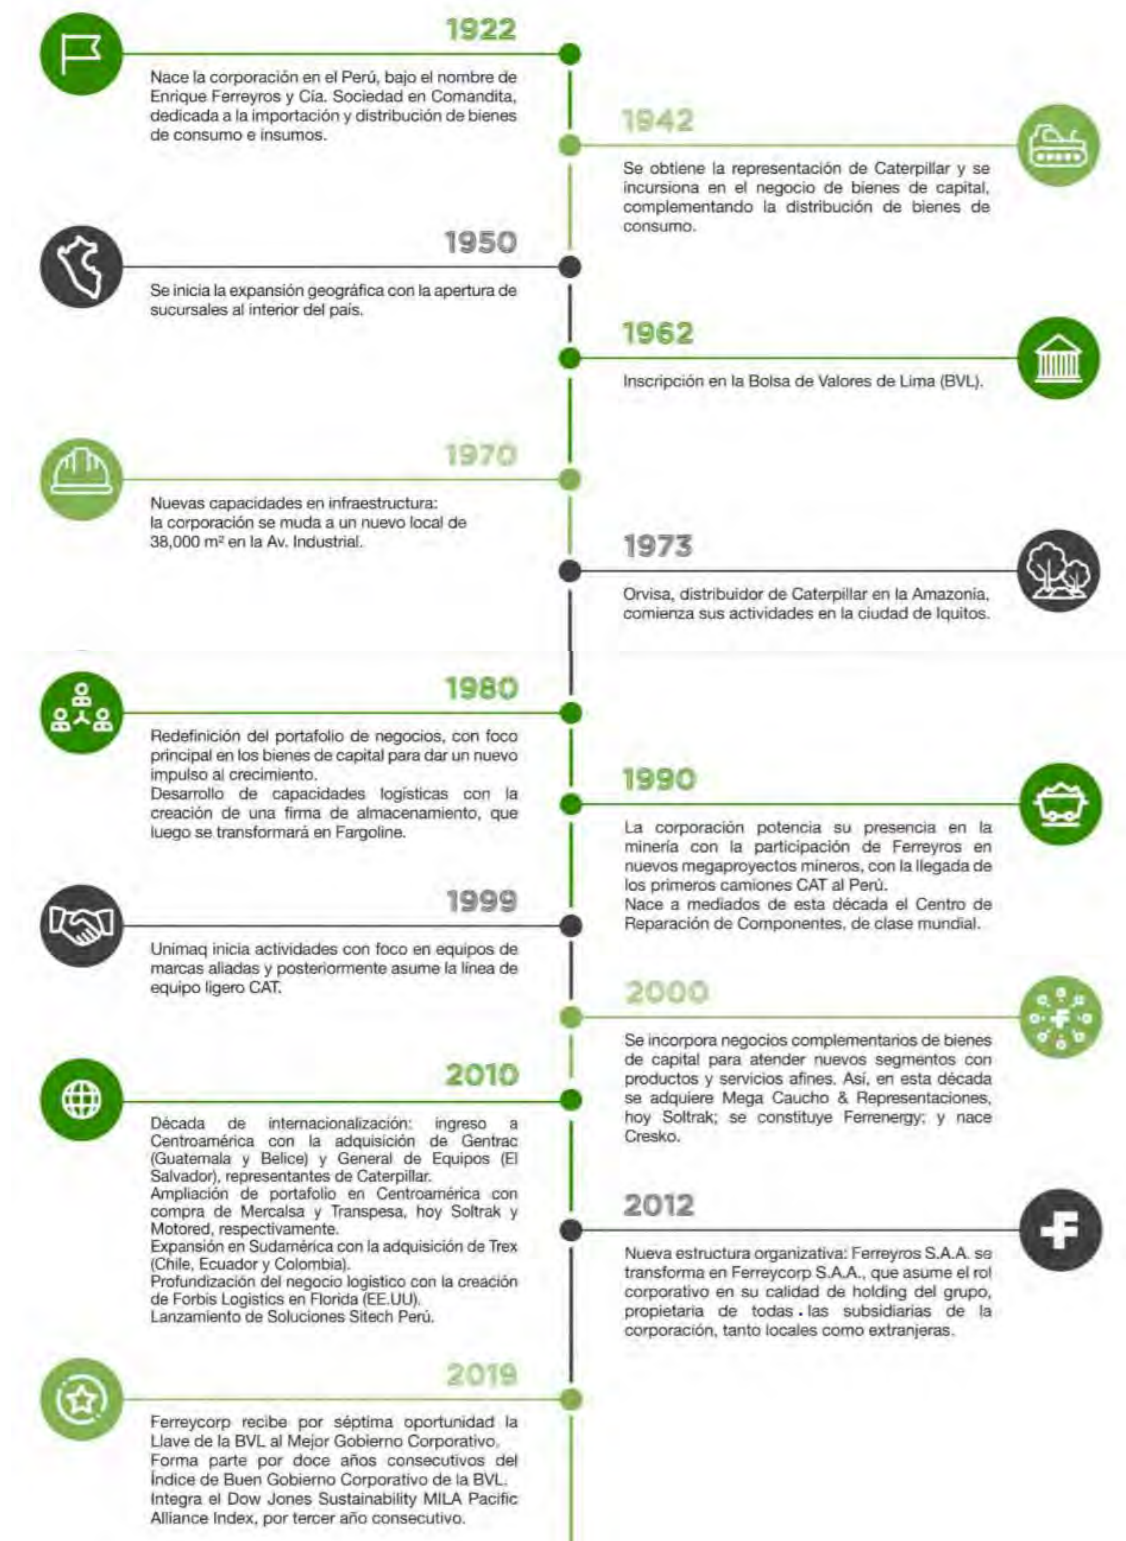 1922
Nace la corporación en el Perú, bajo el nombre de
Enrique Ferreyros y Cía. Sociedad en Comandita,
dedicada a la importación y distribución de bienes
de consumo e insumos.
1942
Se obtiene la representación de Caterpillar y se
incursiona en el negocio de bienes de capital,
complementando la distribución de bienes de
consumo.
1950
Se inicia la expansión geográfica con la apertura de
sucursales al interior del país.
1962
Inscripción en la Bolsa de Valores de Lima (BVL).
1970
Nuevas capacidades en infraestructura:
la corporación se muda a un nuevo local de
38,000 m² en la Av. Industrial.
1973
Orvisa, distribuidor de Caterpillar en la Amazonía,
comienza sus actividades en la ciudad de Iquitos.
1980
Redefinición del portafolio de negocios, con foco
principal en los bienes de capital para dar un nuevo
impulso al crecimiento.
Desarrollo de capacidades logísticas con la
creación de una firma de almacenamiento, que
luego se transformará en Fargoline.
1990
La corporación potencia su presencia en la
minería con la participación de Ferreyros en
nuevos megaproyectos mineros, con la llegada de
los primeros camiones CAT al Perú.
Nace a mediados de esta década el Centro de
Reparación de Componentes, de clase mundial.
1999
Unimaq inicia actividades con foco en equipos de
marcas aliadas y posteriormente asume la línea de
equipo ligero CAT.
2000
Se incorpora negocios complementarios de bienes
de capital para atender nuevos segmentos con
productos y servicios afines. Así, en esta década
se adquiere Mega Caucho & Representaciones,
hoy Soltrak; se constituye Ferrenergy; y nace
Cresko.
2010
Década de internacionalización: ingreso a
Centroamérica con la adquisición de Gentrac
(Guatemala y Belice) y General de Equipos (El
Salvador), representantes de Caterpillar.
Ampliación de portafolio en Centroamérica con
compra de Mercalsa y Transpesa, hoy Soltrak y
Motored, respectivamente.
Expansión en Sudamérica con la adquisición de Trex
(Chile, Ecuador y Colombia).
Profundización del negocio logístico con la creación
de Forbis Logistics en Florida (EE.UU).
Lanzamiento de Soluciones Sitech Perú.
2012
Nueva estructura organizativa: Ferreyros S.A.A. se
transforma en Ferreycorp S.A.A., que asume el rol
corporativo en su calidad de holding del grupo,
propietaria de todas las subsidiarias de la
corporación, tanto locales como extranjeras.
2019
Ferreycorp recibe por séptima oportunidad la
Llave de la BVL al Mejor Gobierno Corporativo.
Forma parte por doce años consecutivos del
Índice de Buen Gobierno Corporativo de la BVL.
Integra el Dow Jones Sustainability MILA Pacific
Alliance Index, por tercer año consecutivo.